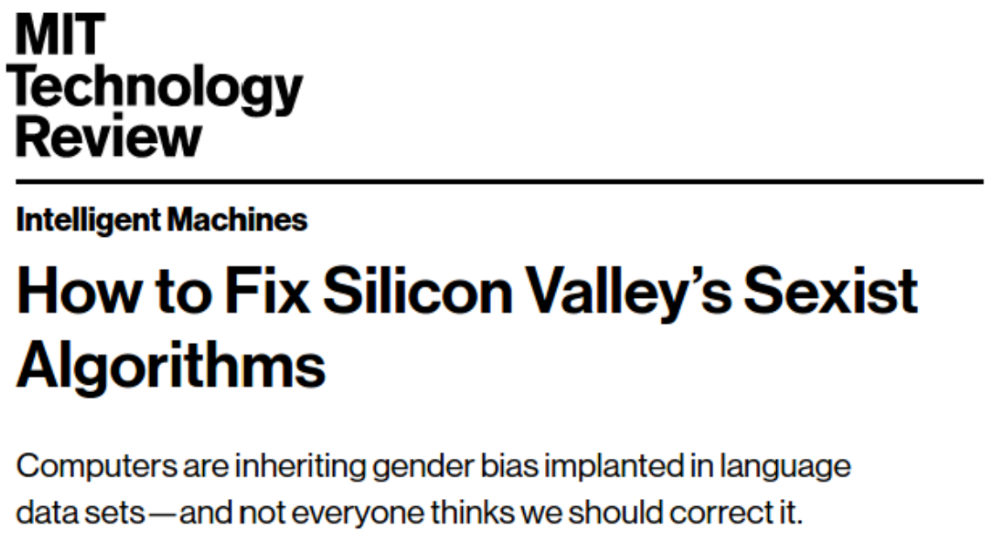 MIT
Technology
Review
Intelligent Machines
How to Fix Silicon Valley’s Sexist
Algorithms
Computers are inheriting gender bias implanted in language
data sets—and not everyone thinks we should correct it.